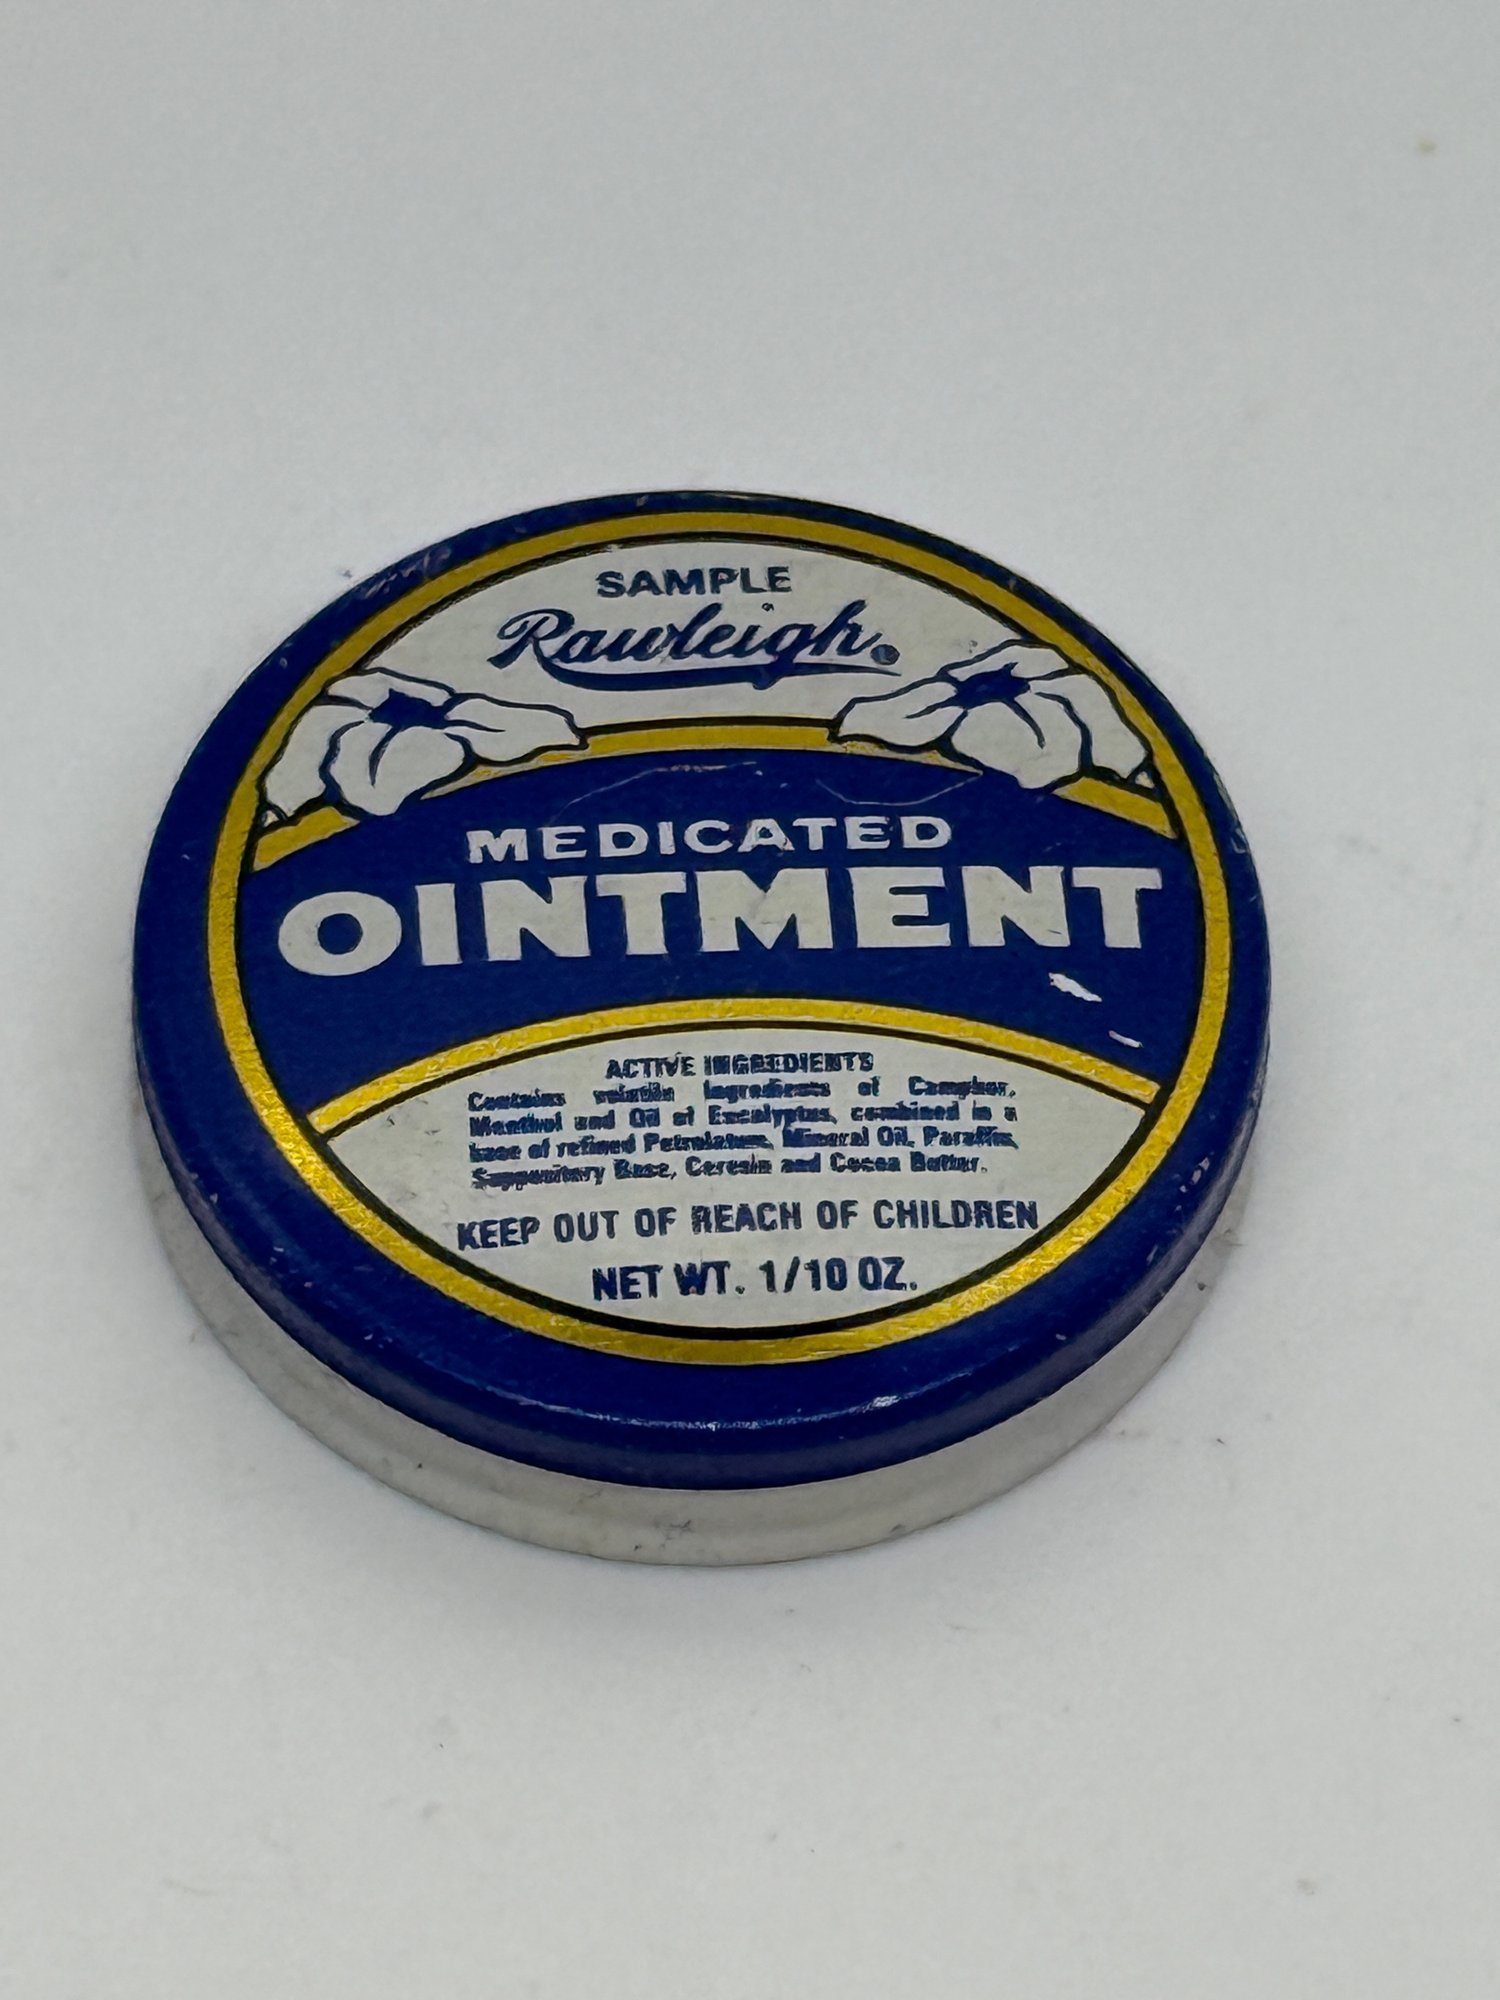 SAMPLE
Rawleigh®
MEDICATED
OINTMENT
ACTIVE INGREDIENTS
Contains volatile Ingredients of Camphor,
Menthol and Oil of Eucalyptus, combined in a
base of refined Petrolatum, Mineral Oil, Paraffin,
Suppository Base, Ceresin and Cocoa Butter.
KEEP OUT OF REACH OF CHILDREN
NET WT. 1/10 OZ.